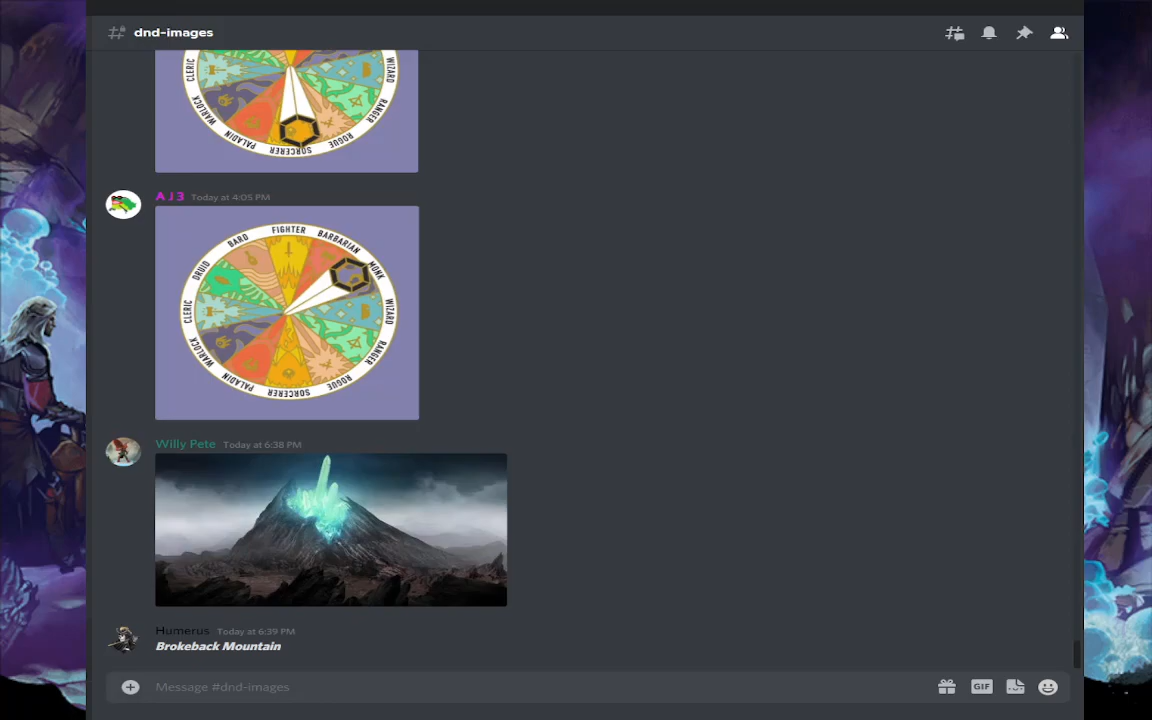 dnd-images
CLERIC
WARLOCK
PALADIN
SORCERER
ROGUE
RANGER
WIZARD
A J 3 Today at 4:05 PM
FIGHTER
BARBARIAN
MONK
WIZARD
RANGER
ROGUE
SORCERER
PALADIN
WARLOCK
CLERIC
DRUID
BARD
Willy Pete Today at 6:38 PM
Humerus Today at 6:39 PM
Brokeback Mountain
Message #dnd-images
GIF